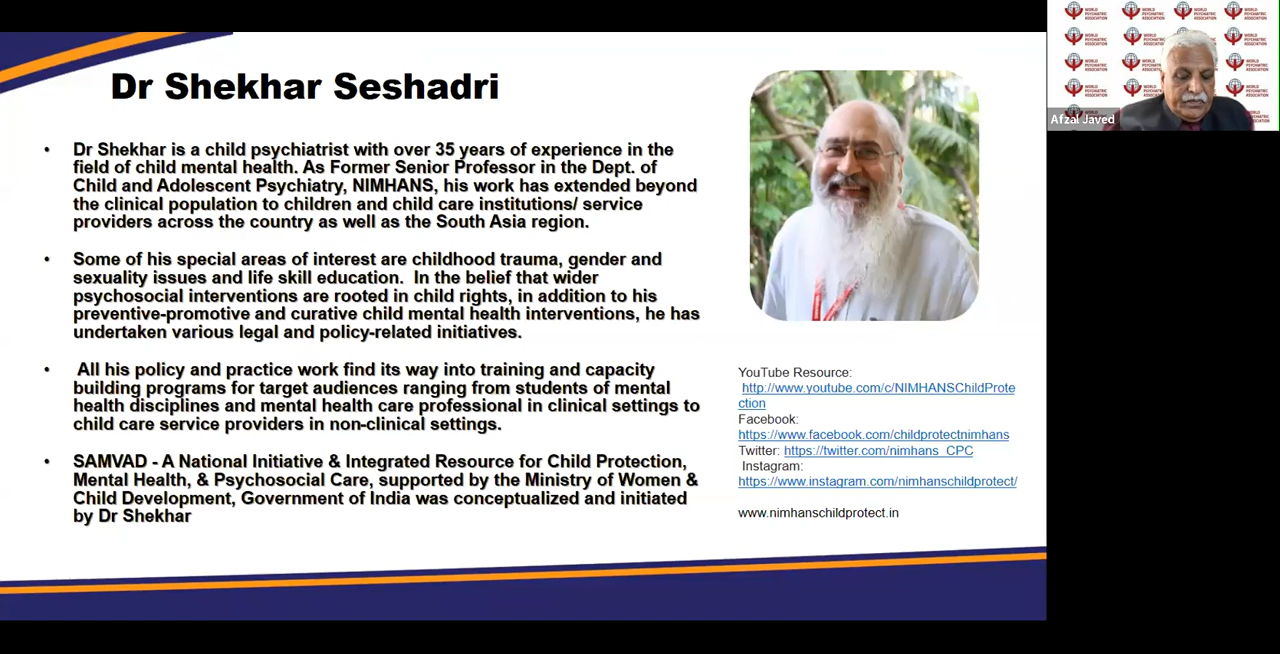 Dr Shekhar Seshadri
• Dr Shekhar is a child psychiatrist with over 35 years of experience in the
field of child mental health. As Former Senior Professor in the Dept. of
Child and Adolescent Psychiatry, NIMHANS, his work has extended beyond
the clinical population to children and child care institutions/ service
providers across the country as well as the South Asia region.
• Some of his special areas of interest are childhood trauma, gender and
sexuality issues and life skill education. In the belief that wider
psychosocial interventions are rooted in child rights, in addition to his
preventive-promotive and curative child mental health interventions, he has
undertaken various legal and policy-related initiatives.
• All his policy and practice work find its way into training and capacity
building programs for target audiences ranging from students of mental
health disciplines and mental health care professional in clinical settings to
child care service providers in non-clinical settings.
• SAMVAD - A National Initiative & Integrated Resource for Child Protection,
Mental Health, & Psychosocial Care, supported by the Ministry of Women &
Child Development, Government of India was conceptualized and initiated
by Dr Shekhar
YouTube Resource:
http://www.youtube.com/c/NIMHANSChildProte
ction
Facebook:
https://www.facebook.com/childprotectnimhans
Twitter: https://twitter.com/nimhans_CPC
Instagram:
https://www.instagram.com/nimhanschildprotect/
www.nimhanschildprotect.in
WORLD
PSYCHIATRIC
ASSOCIATION
Afzal Javed